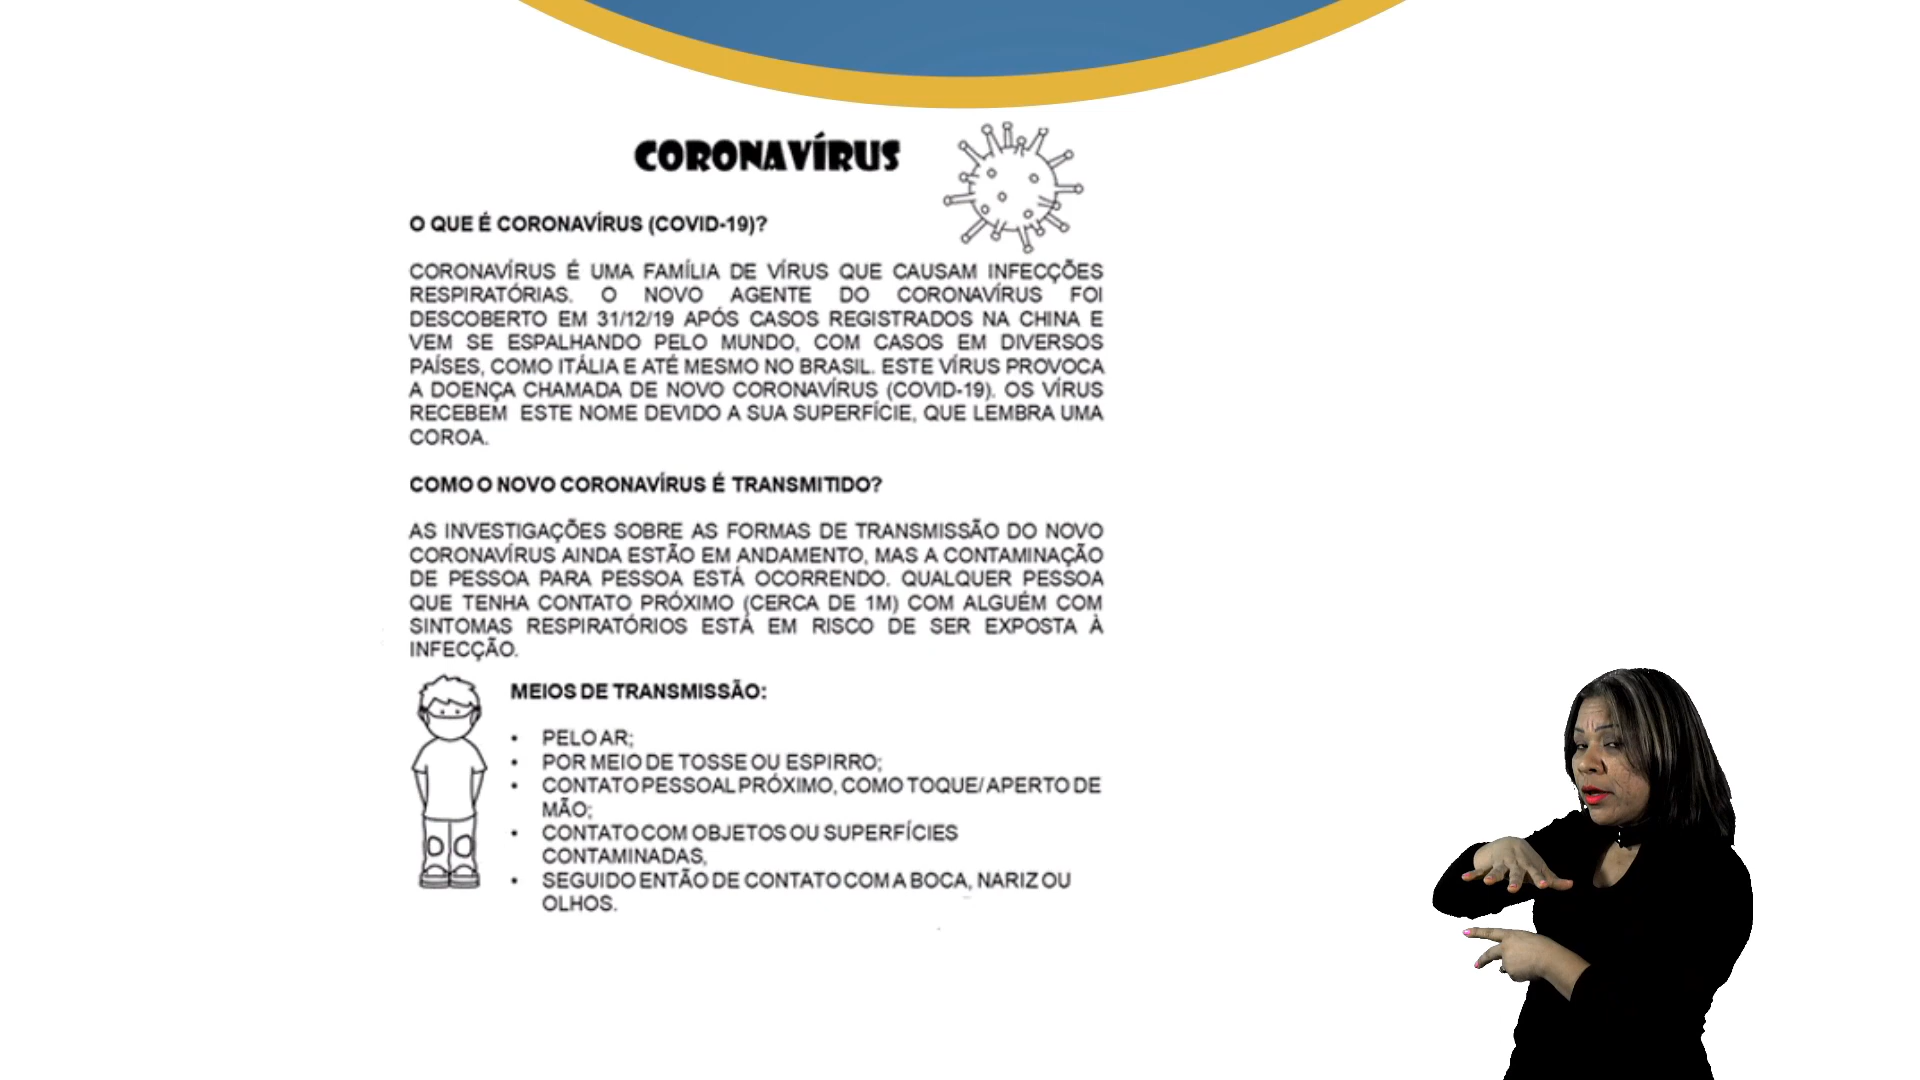 CORONAVÍRUS
O QUE É CORONAVÍRUS (COVID-19)?
CORONAVÍRUS É UMA FAMÍLIA DE VÍRUS QUE CAUSAM INFECÇÕES
RESPIRATÓRIAS. O NOVO AGENTE DO CORONAVÍRUS FOI
DESCOBERTO EM 31/12/19 APÓS CASOS REGISTRADOS NA CHINA E
VEM SE ESPALHANDO PELO MUNDO, COM CASOS EM DIVERSOS
PAÍSES, COMO ITÁLIA E ATÉ MESMO NO BRASIL. ESTE VÍRUS PROVOCA
A DOENÇA CHAMADA DE NOVO CORONAVÍRUS (COVID-19). OS VÍRUS
RECEBEM ESTE NOME DEVIDO A SUA SUPERFÍCIE, QUE LEMBRA UMA
COROA.
COMO O NOVO CORONAVÍRUS É TRANSMITIDO?
AS INVESTIGAÇÕES SOBRE AS FORMAS DE TRANSMISSÃO DO NOVO
CORONAVÍRUS AINDA ESTÃO EM ANDAMENTO, MAS A CONTAMINAÇÃO
DE PESSOA PARA PESSOA ESTÁ OCORRENDO. QUALQUER PESSOA
QUE TENHA CONTATO PRÓXIMO (CERCA DE 1M) COM ALGUÉM COM
SINTOMAS RESPIRATÓRIOS ESTÁ EM RISCO DE SER EXPOSTA À
INFECÇÃO.
MEIOS DE TRANSMISSÃO:
• PELO AR;
• POR MEIO DE TOSSE OU ESPIRRO;
• CONTATO PESSOAL PRÓXIMO, COMO TOQUE/ APERTO DE
MÃO;
• CONTATO COM OBJETOS OU SUPERFÍCIES
CONTAMINADAS,
• SEGUIDO ENTÃO DE CONTATO COM A BOCA, NARIZ OU
OLHOS.